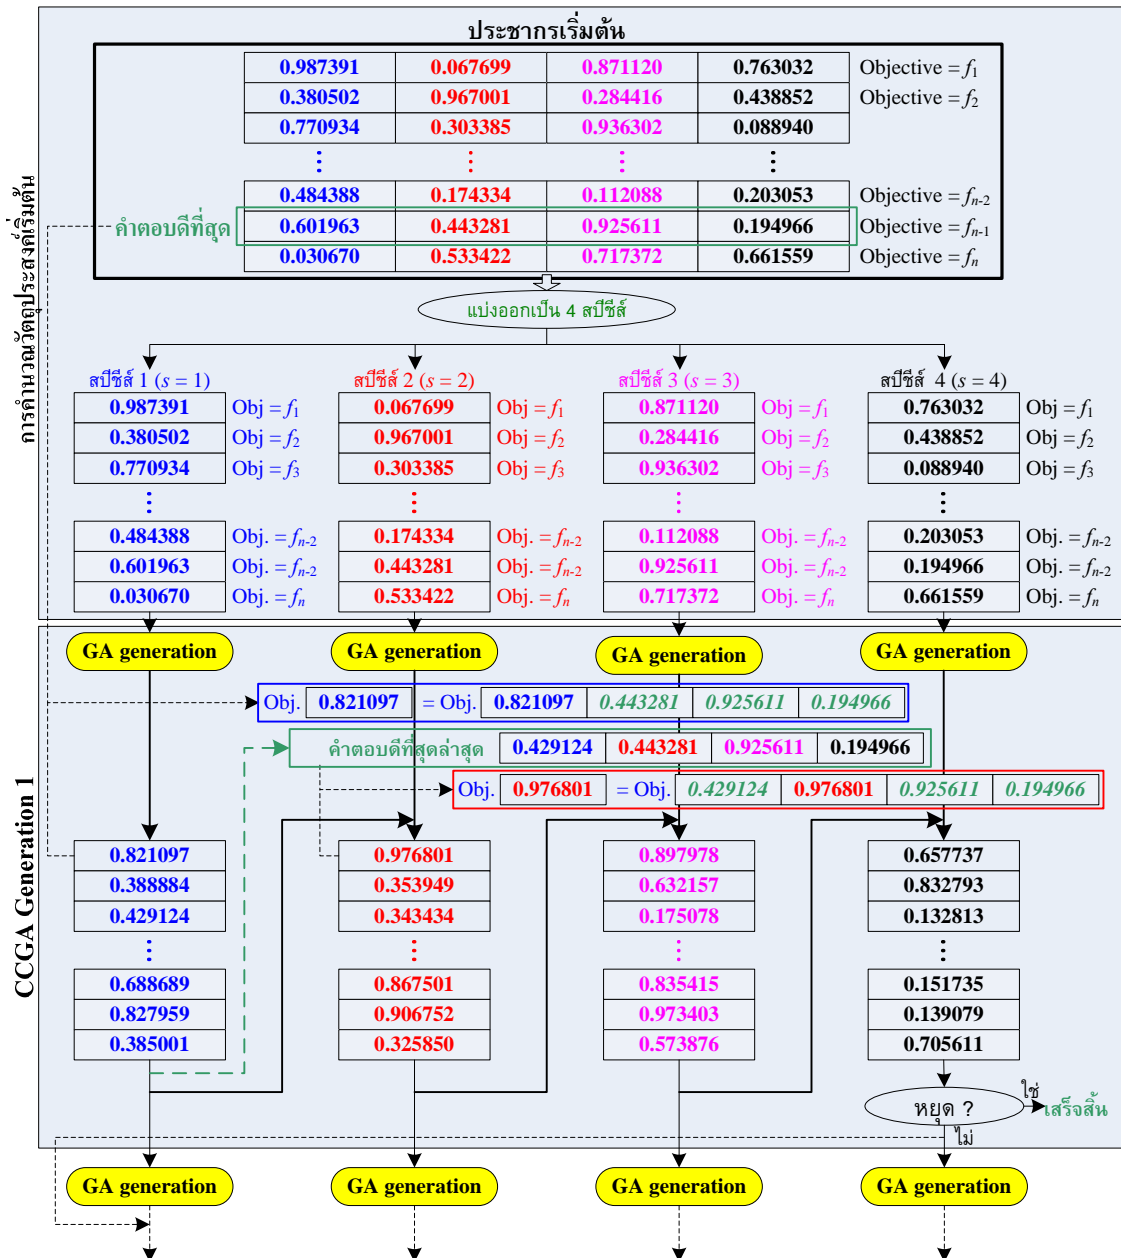 ประชากรเริ่มต้น
0.987391 0.067699 0.871120 0.763032 Objective = f1
0.380502 0.967001 0.284416 0.438852 Objective = f2
0.770934 0.303385 0.936302 0.088940
0.484388 0.174334 0.112088 0.203053 Objective = fn-2
คำตอบดีที่สุด 0.601963 0.443281 0.925611 0.194966 Objective = fn-1
0.030670 0.533422 0.717372 0.661559 Objective = fn
แบ่งออกเป็น 4 สปีชีส์
การคำนวณวัตถุประสงค์เริ่มต้น
สปีชีส์ 1 (s = 1) สปีชีส์ 2 (s = 2) สปีชีส์ 3 (s = 3) สปีชีส์ 4 (s = 4)
0.987391 Obj = f1 0.067699 Obj = f1 0.871120 Obj = f1 0.763032 Obj = f1
0.380502 Obj = f2 0.967001 Obj = f2 0.284416 Obj = f2 0.438852 Obj = f2
0.770934 Obj = f3 0.303385 Obj = f3 0.936302 Obj = f3 0.088940 Obj = f3
0.484388 Obj. = fn-2 0.174334 Obj. = fn-2 0.112088 Obj. = fn-2 0.203053 Obj. = fn-2
0.601963 Obj. = fn-2 0.443281 Obj. = fn-2 0.925611 Obj. = fn-2 0.194966 Obj. = fn-2
0.030670 Obj. = fn 0.533422 Obj. = fn 0.717372 Obj. = fn 0.661559 Obj. = fn
GA generation GA generation GA generation GA generation
Obj. 0.821097 = Obj. 0.821097 0.443281 0.925611 0.194966
คำตอบดีที่สุดล่าสุด 0.429124 0.443281 0.925611 0.194966
Obj. 0.976801 = Obj. 0.429124 0.976801 0.925611 0.194966
CCGA Generation 1
0.821097 0.976801 0.897978 0.657737
0.388884 0.353949 0.632157 0.832793
0.429124 0.343434 0.175078 0.132813
0.688689 0.867501 0.835415 0.151735
0.827959 0.906752 0.973403 0.139079
0.385001 0.325850 0.573876 0.705611
หยุด ? ใช่ เสร็จสิ้น
ไม่
GA generation GA generation GA generation GA generation